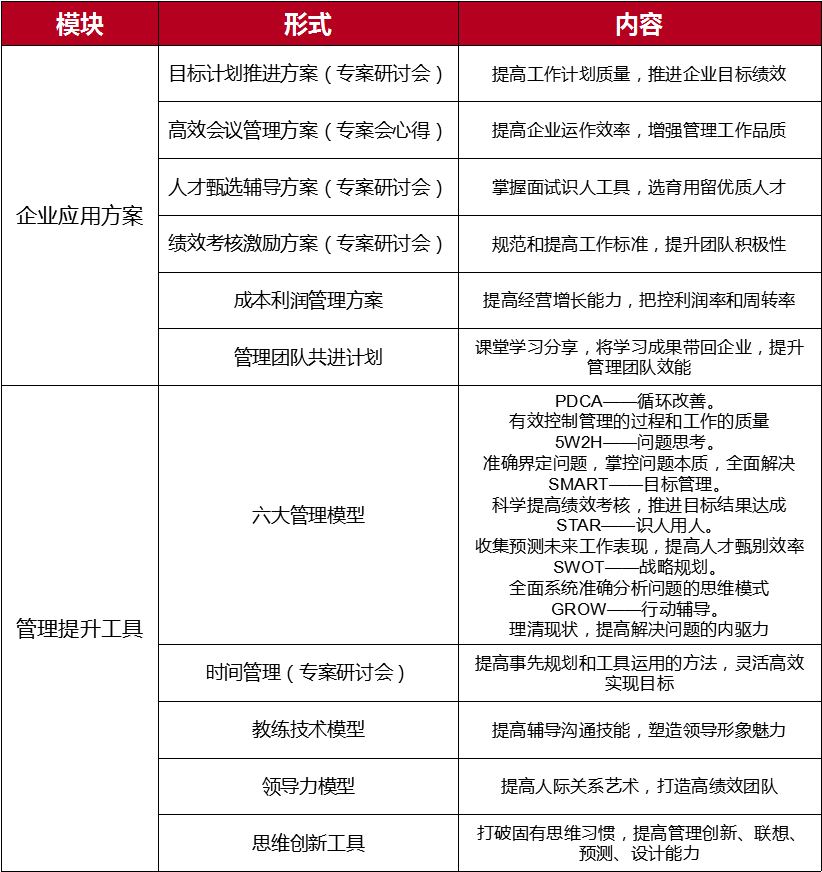 模块
形式
内容
企业应用方案
目标计划推进方案（专案研讨会）
提高工作计划质量，推进企业目标绩效
高效会议管理方案（专案会心得）
提高企业运作效率，增强管理工作品质
人才甄选辅导方案（专案研讨会）
掌握面试识人工具，选育用留优质人才
绩效考核激励方案（专案研讨会）
规范和提高工作标准，提升团队积极性
成本利润管理方案
提高经营增长能力，把控利润率和周转率
管理团队共进计划
课堂学习分享，将学习成果带回企业，提升
管理团队效能
管理提升工具
六大管理模型
PDCA——循环改善。
有效控制管理的过程和工作的质量
5W2H——问题思考。
准确界定问题，掌控问题本质，全面解决
SMART——目标管理。
科学提高绩效考核，推进目标结果达成
STAR——识人用人。
收集预测未来工作表现，提高人才甄别效率
SWOT——战略规划。
全面系统准确分析问题的思维模式
GROW——行动辅导。
理清现状，提高解决问题的内驱力
时间管理（专案研讨会）
提高事先规划和工具运用的方法，灵活高效
实现目标
教练技术模型
提高辅导沟通技能，塑造领导形象魅力
领导力模型
提高人际关系艺术，打造高绩效团队
思维创新工具
打破固有思维习惯，提高管理创新、联想、
预测、设计能力